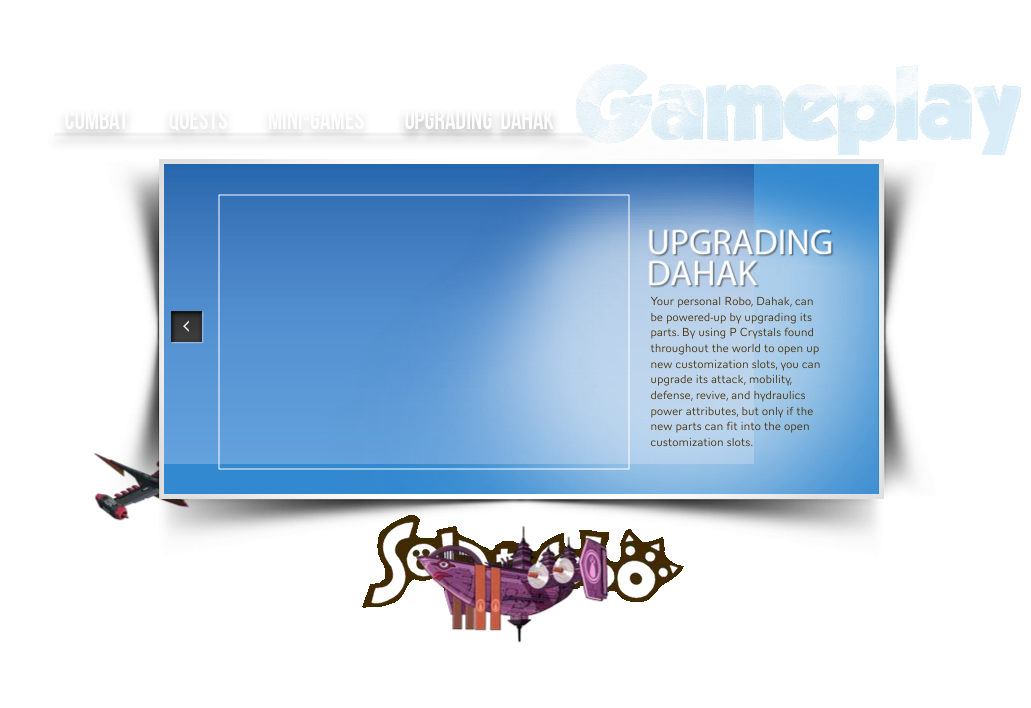 COMBAT QUESTS MINI-GAMES UPGRADING DAHAK
Gameplay
UPGRADING
DAHAK
Your personal Robo, Dahak, can
be powered-up by upgrading its
parts. By using P Crystals found
throughout the world to open up
new customization slots, you can
upgrade its attack, mobility,
defense, revive, and hydraulics
power attributes, but only if the
new parts can fit into the open
customization slots.